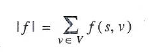 |f| = ∑ f(s, v)
v ∈ V